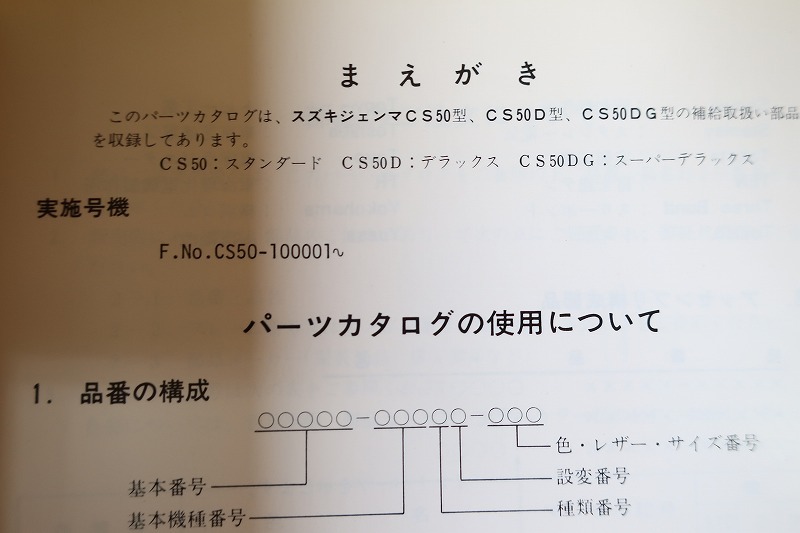 まえがき
このパーツカタログは、スズキジェンマCS50型、CS50D型、CS50DG型の補給取扱い部品
を収録してあります。
CS50：スタンダード　CS50D：デラックス　CS50DG：スーパーデラックス
実施号機
F.No.CS50-100001~
パーツカタログの使用について
1. 品番の構成
○○○○○-○○○○○-○○○
色・レザー・サイズ番号
基本番号
設変番号
基本機種番号
種類番号